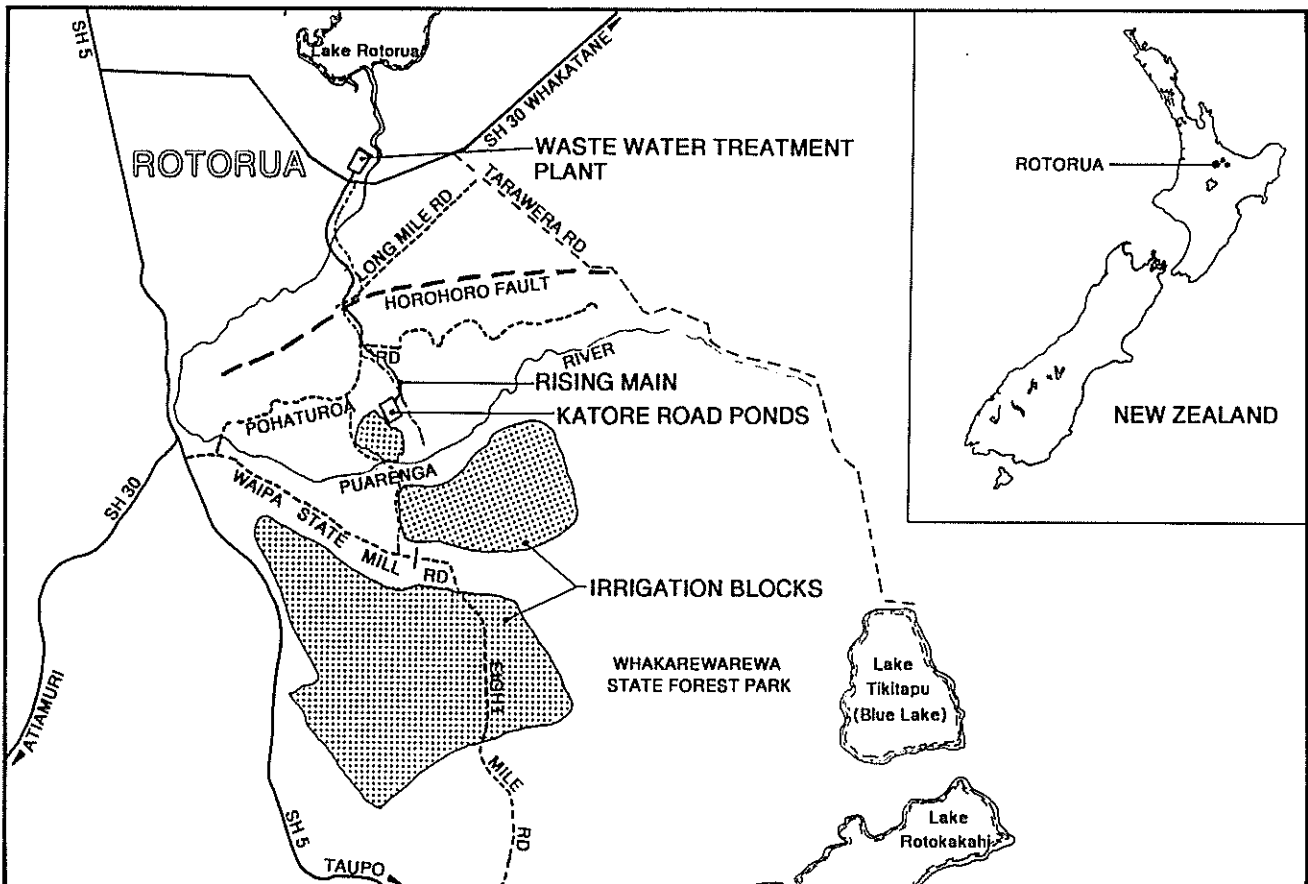 SH 5
Lake Rotorua
SH 30 WHAKATANE
ROTORUA
WASTE WATER TREATMENT
PLANT
LONG MILE RD
TARAWERA RD
HOROHORO FAULT
RD
RIVER
RISING MAIN
KATORE ROAD PONDS
POHATUROA
PUARENGA
SH 30
WAIPA STATE MILL RD
IRRIGATION BLOCKS
WHAKAREWAREWA
STATE FOREST PARK
Lake
Tikitapu
(Blue Lake)
EIGHT
MILE
RD
ATIAMURI
SH 5
TAUPO
Lake
Rotokakahi
ROTORUA
NEW ZEALAND